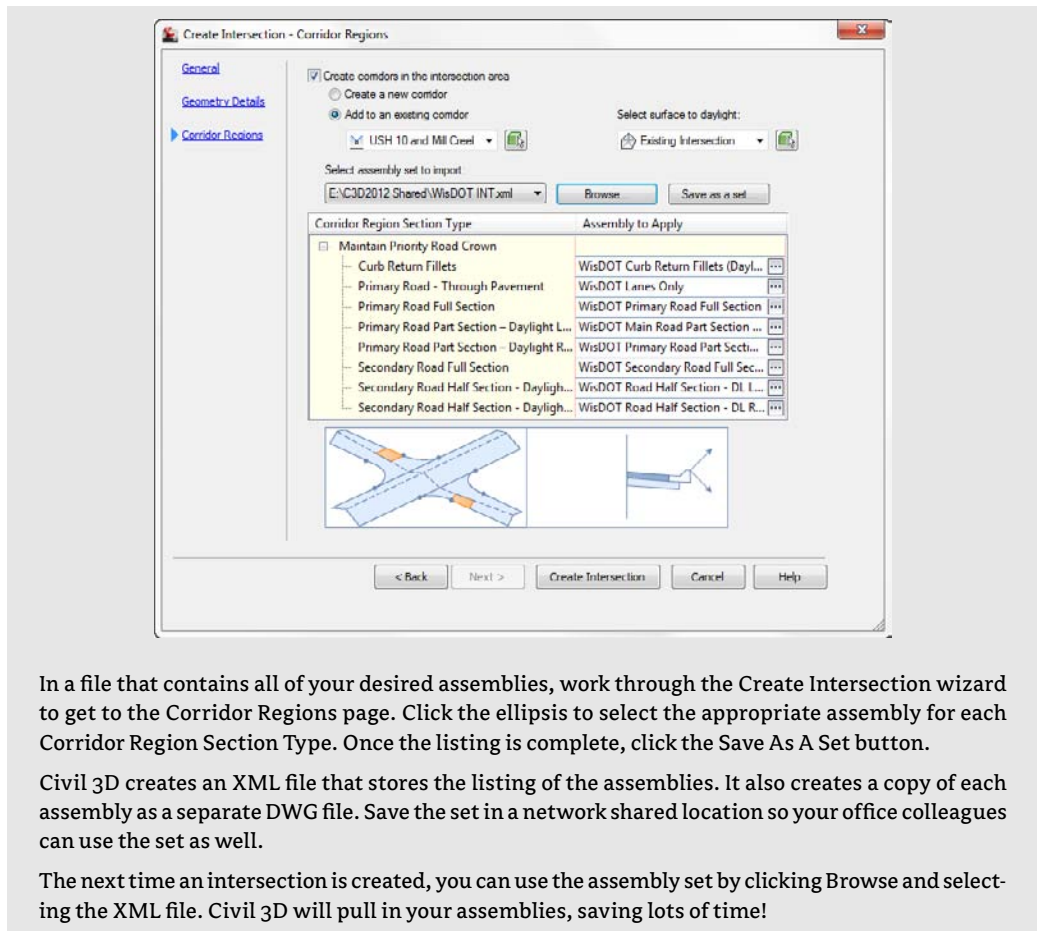 Create Intersection - Corridor Regions
General
Geometry Details
Corridor Regions
Create corridors in the intersection area
Create a new corridor
Add to an existing corridor
Select surface to daylight:
USH 10 and Mill Creel
Existing Intersection
Select assembly set to import:
E:\C3D2012 Shared\WisDOT INT.xml
Browse...
Save as a set...
Corridor Region Section Type
Assembly to Apply
Maintain Priority Road Crown
Curb Return Fillets
WisDOT Curb Return Fillets (Dayl...
Primary Road - Through Pavement
WisDOT Lanes Only
Primary Road Full Section
WisDOT Primary Road Full Section
Primary Road Part Section – Daylight L...
WisDOT Main Road Part Section ...
Primary Road Part Section - Daylight R...
WisDOT Primary Road Part Secti...
Secondary Road Full Section
WisDOT Secondary Road Full Sec...
Secondary Road Half Section - Dayligh...
WisDOT Road Half Section - DL L...
Secondary Road Half Section - Dayligh...
WisDOT Road Half Section - DL R...
< Back
Next >
Create Intersection
Cancel
Help
In a file that contains all of your desired assemblies, work through the Create Intersection wizard
to get to the Corridor Regions page. Click the ellipsis to select the appropriate assembly for each
Corridor Region Section Type. Once the listing is complete, click the Save As A Set button.
Civil 3D creates an XML file that stores the listing of the assemblies. It also creates a copy of each
assembly as a separate DWG file. Save the set in a network shared location so your office colleagues
can use the set as well.
The next time an intersection is created, you can use the assembly set by clicking Browse and select-
ing the XML file. Civil 3D will pull in your assemblies, saving lots of time!